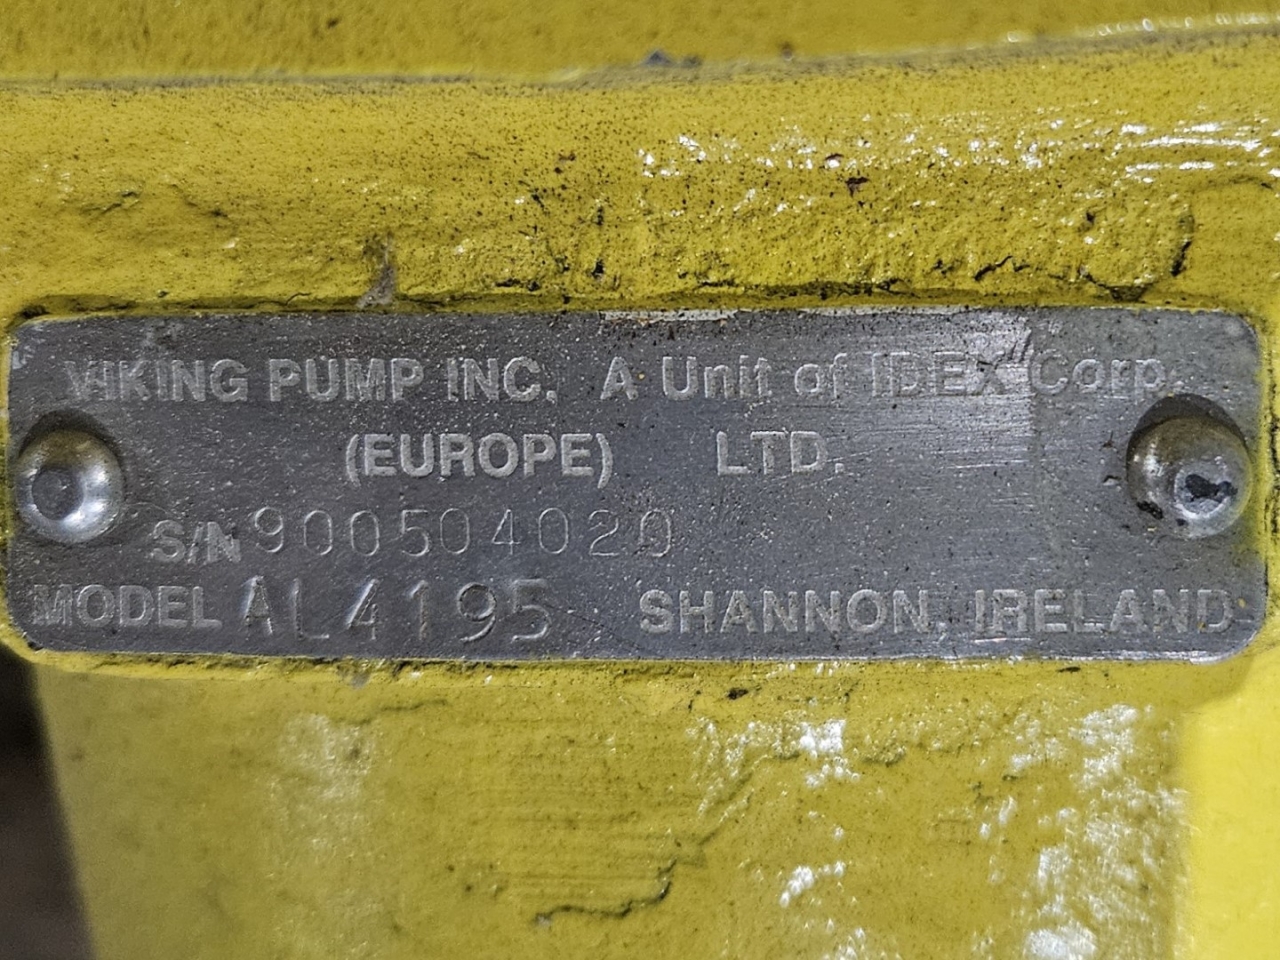 VIKING PUMP INC. A Unit of IDEX Corp.
(EUROPE) LTD.
S/N 900504020
MODEL AL4195 SHANNON, IRELAND